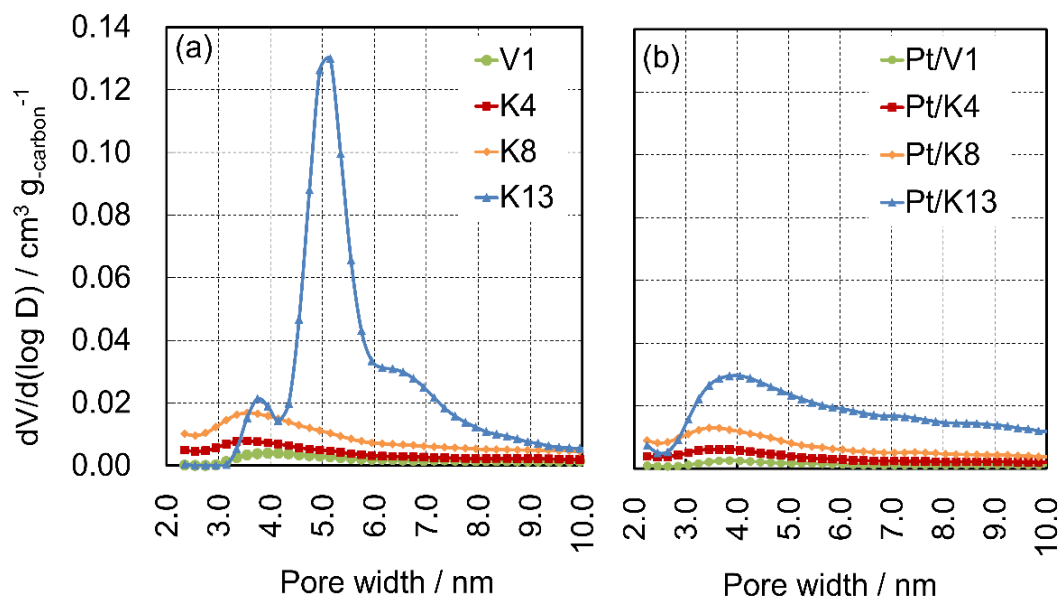 (a)
V1
K4
K8
K13
0.14
0.12
0.10
0.08
0.06
0.04
0.02
0.00
dV/d(log D) / cm³ g-carbon⁻¹
2.0 3.0 4.0 5.0 6.0 7.0 8.0 9.0 10.0
Pore width / nm
(b)
Pt/V1
Pt/K4
Pt/K8
Pt/K13
2.0 3.0 4.0 5.0 6.0 7.0 8.0 9.0 10.0
Pore width / nm